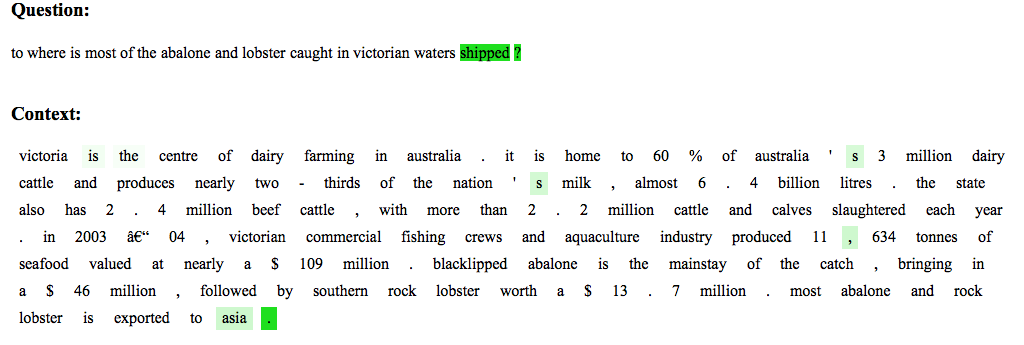 Question:
to where is most of the abalone and lobster caught in victorian waters shipped ?
Context:
victoria is the centre of dairy farming in australia . it is home to 60 % of australia ' s 3 million dairy
cattle and produces nearly two - thirds of the nation ' s milk , almost 6 . 4 billion litres . the state
also has 2 . 4 million beef cattle , with more than 2 . 2 million cattle and calves slaughtered each year
. in 2003 â€“ 04 , victorian commercial fishing crews and aquaculture industry produced 11 , 634 tonnes of
seafood valued at nearly a $ 109 million . blacklipped abalone is the mainstay of the catch , bringing in
a $ 46 million , followed by southern rock lobster worth a $ 13 . 7 million . most abalone and rock
lobster is exported to asia .